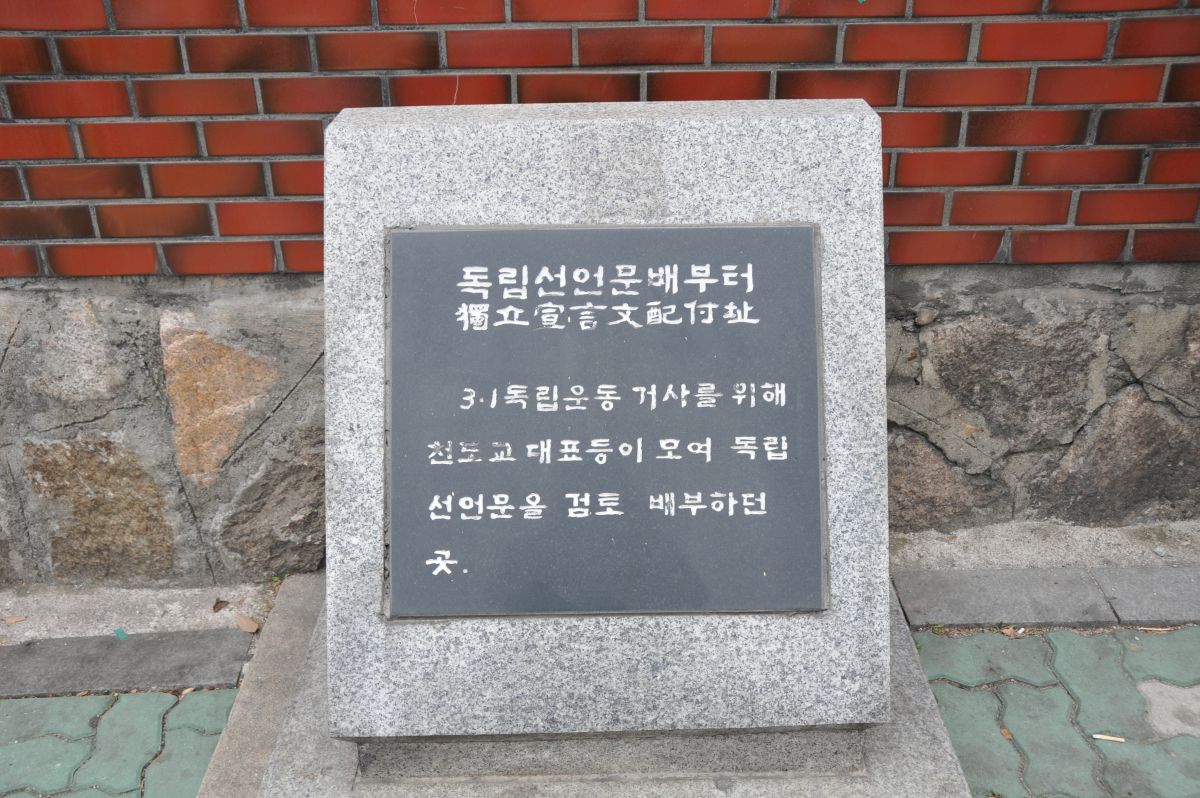 독립선언문배부터
獨立宣言文配付址
3·1독립운동 거사를 위해
천도교 대표등이 모여 독립
선언문을 검토 배부하던
곳.